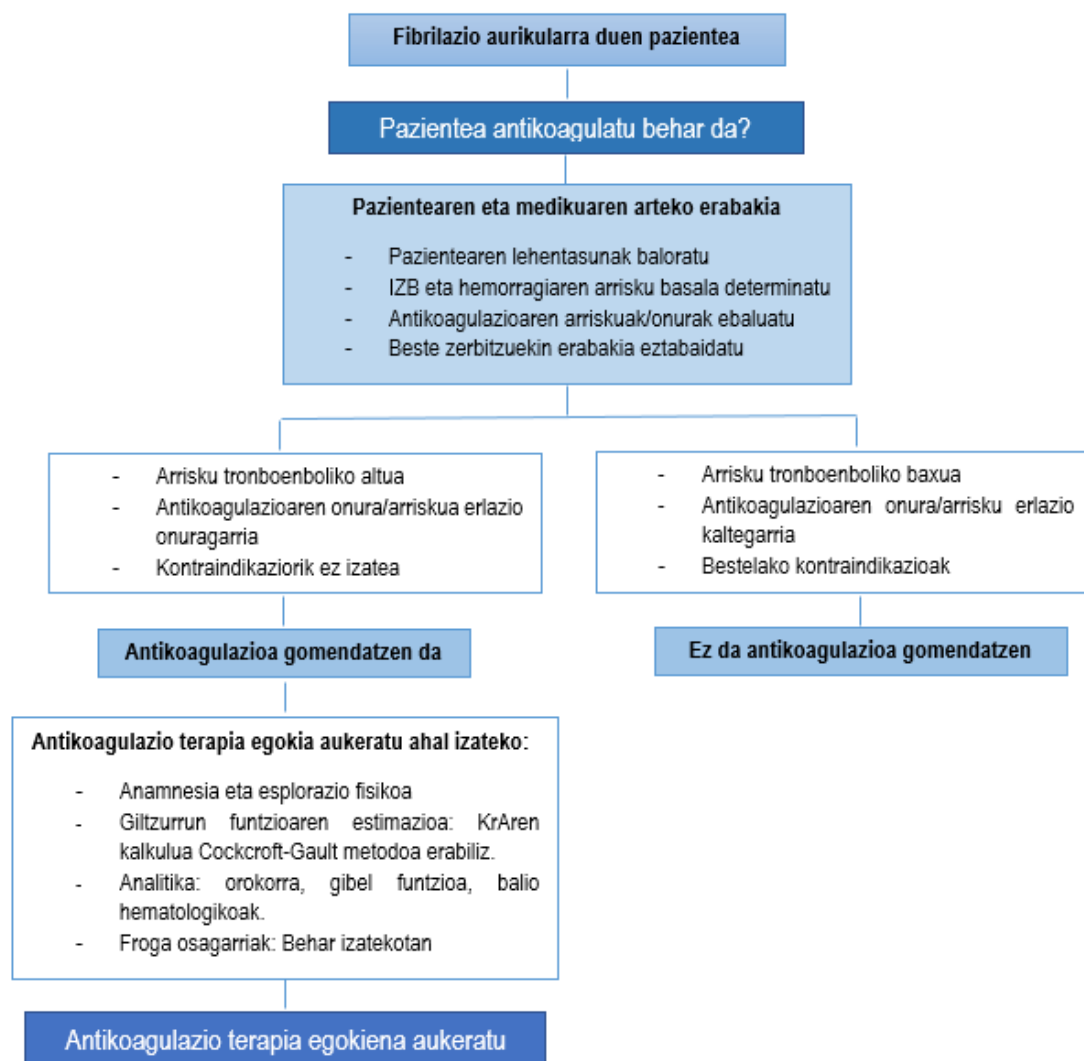 Fibrilazio aurikularra duen pazientea
Pazientea antikoagulatu behar da?
Pazientearen eta medikuaren arteko erabakia
- Pazientearen lehentasunak baloratu
- IZB eta hemorragiaren arrisku basala determinatu
- Antikoagulazioaren arriskuak/onurak ebaluatu
- Beste zerbitzuekin erabakia eztabaidatu
- Arrisku tronboenboliko altua
- Antikoagulazioaren onura/arriskua erlazio
onuragarria
- Kontraindikaziorik ez izatea
- Arrisku tronboenboliko baxua
- Antikoagulazioaren onura/arrisku erlazio
kaltegarria
- Bestelako kontraindikazioak
Antikoagulazioa gomendatzen da
Ez da antikoagulazioa gomendatzen
Antikoagulazio terapia egokia aukeratu ahal izateko:
- Anamnesia eta esplorazio fisikoa
- Giltzurrun funtzioaren estimazioa: KrAren
kalkulua Cockcroft-Gault metodoa erabiliz.
- Analitika: orokorra, gibel funtzioa, balio
hematologikoak.
- Froga osagarriak: Behar izatekotan
Antikoagulazio terapia egokiena aukeratu